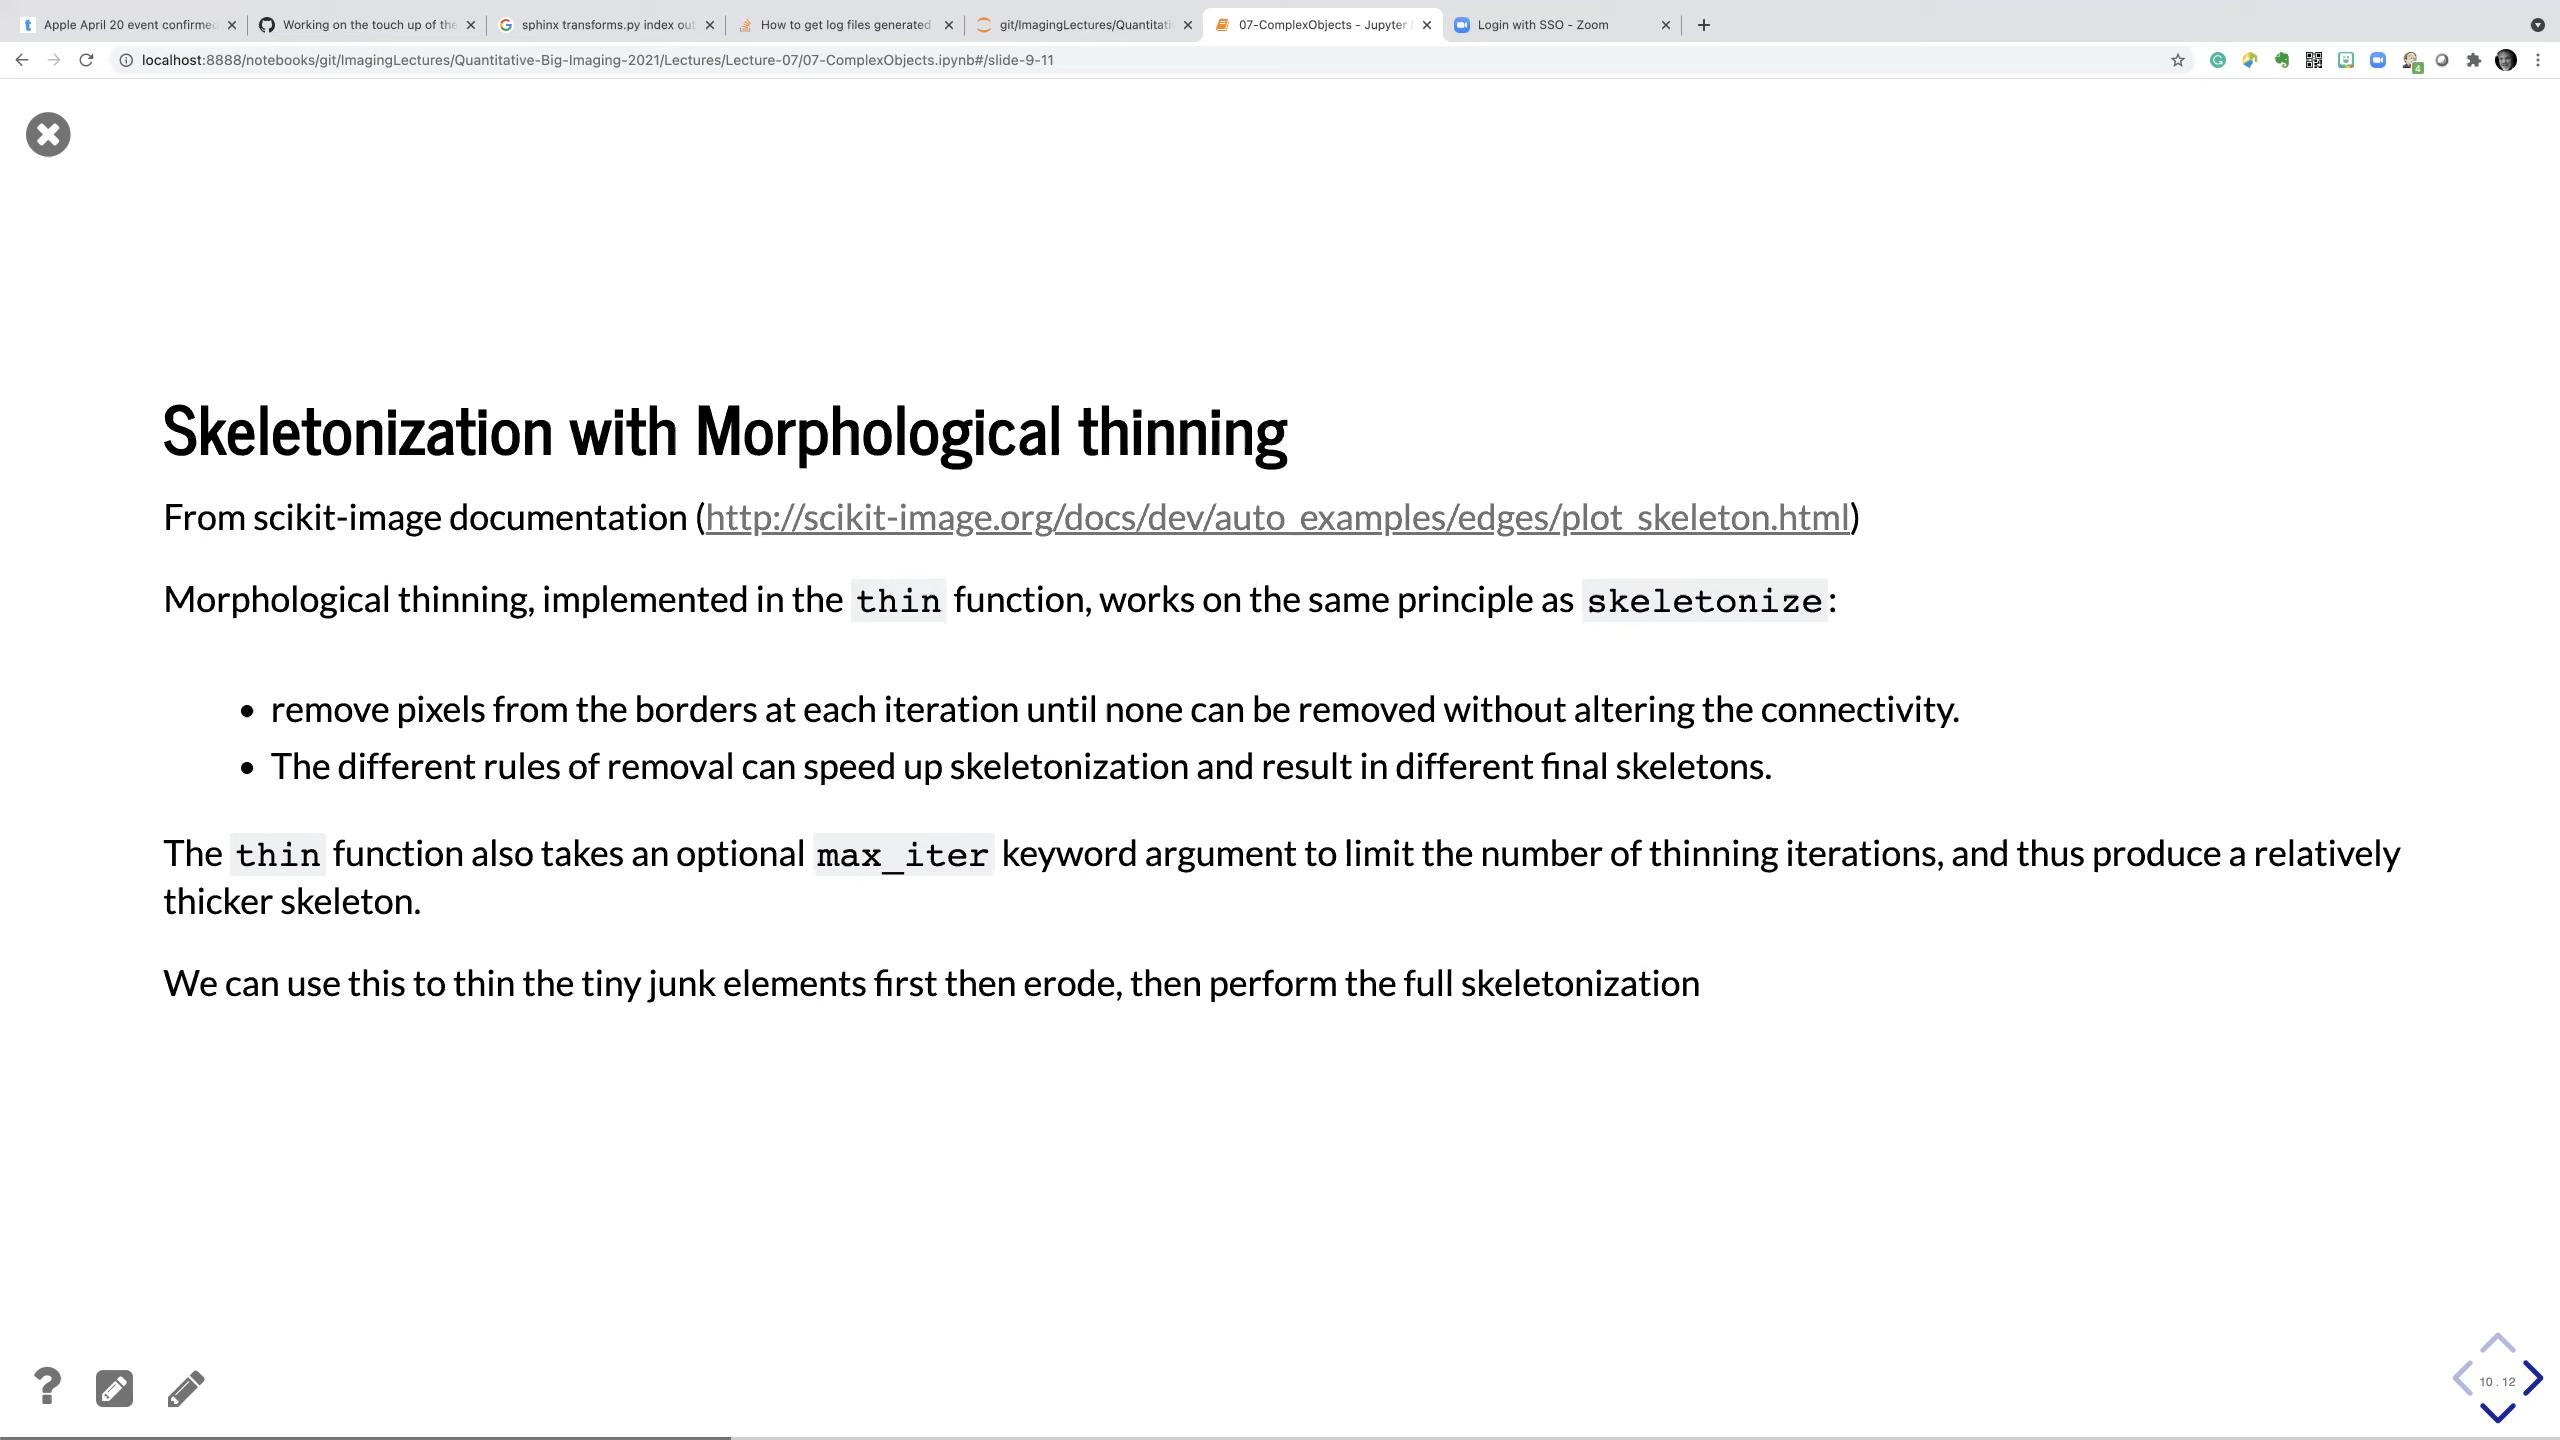 Apple April 20 event confirmed
Working on the touch up of the
sphinx transforms.py index out
How to get log files generated
git/ImagingLectures/Quantitati
07-ComplexObjects - Jupyter
Login with SSO - Zoom
localhost:8888/notebooks/git/ImagingLectures/Quantitative-Big-Imaging-2021/Lectures/Lecture-07/07-ComplexObjects.ipynb#/slide-9-11
4
Skeletonization with Morphological thinning
From scikit-image documentation (http://scikit-image.org/docs/dev/auto_examples/edges/plot_skeleton.html)
Morphological thinning, implemented in the thin function, works on the same principle as skeletonize:
• remove pixels from the borders at each iteration until none can be removed without altering the connectivity.
• The different rules of removal can speed up skeletonization and result in different final skeletons.
The thin function also takes an optional max_iter keyword argument to limit the number of thinning iterations, and thus produce a relatively
thicker skeleton.
We can use this to thin the tiny junk elements first then erode, then perform the full skeletonization
?
10 . 12